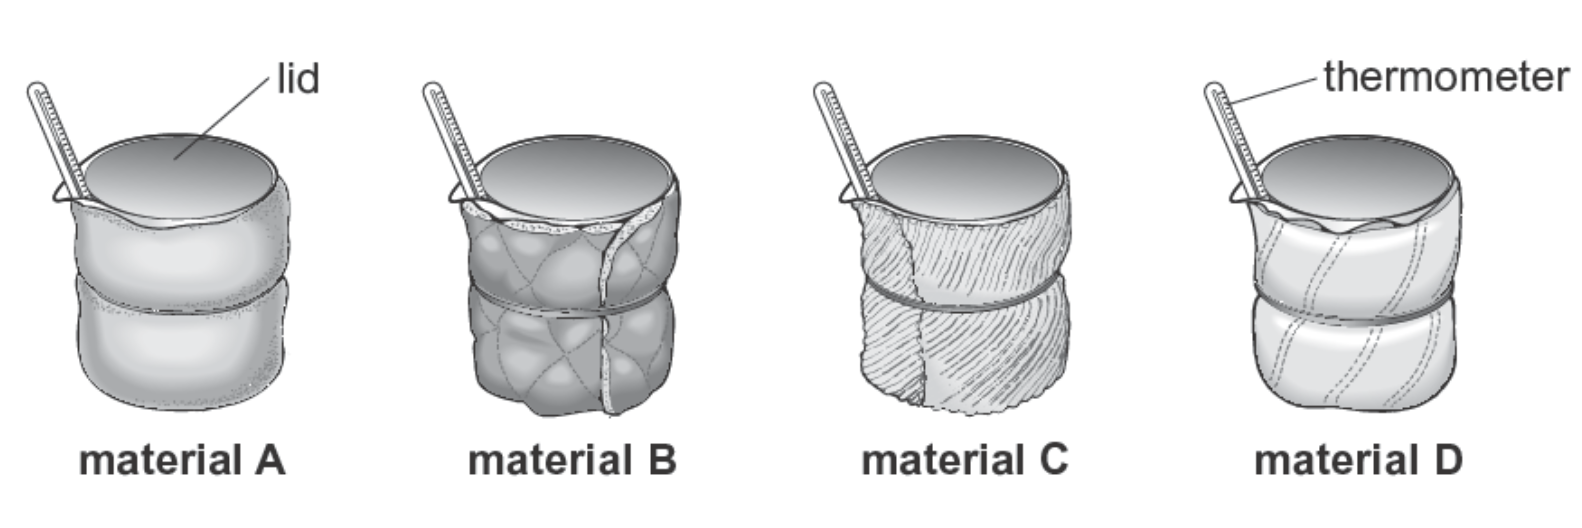 lid
thermometer
material A
material B
material C
material D